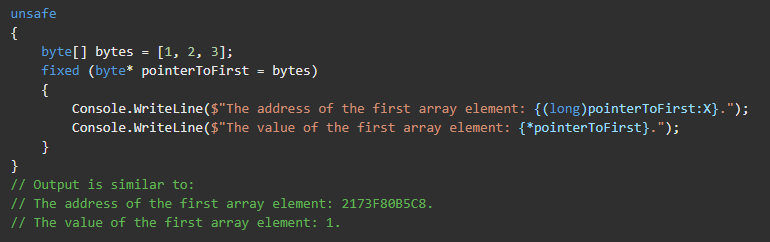 unsafe
{
    byte[] bytes = [1, 2, 3];
    fixed (byte* pointerToFirst = bytes)
    {
        Console.WriteLine($"The address of the first array element: {(long)pointerToFirst:X}.");
        Console.WriteLine($"The value of the first array element: {*pointerToFirst}.");
    }
}
// Output is similar to:
// The address of the first array element: 2173F80B5C8.
// The value of the first array element: 1.